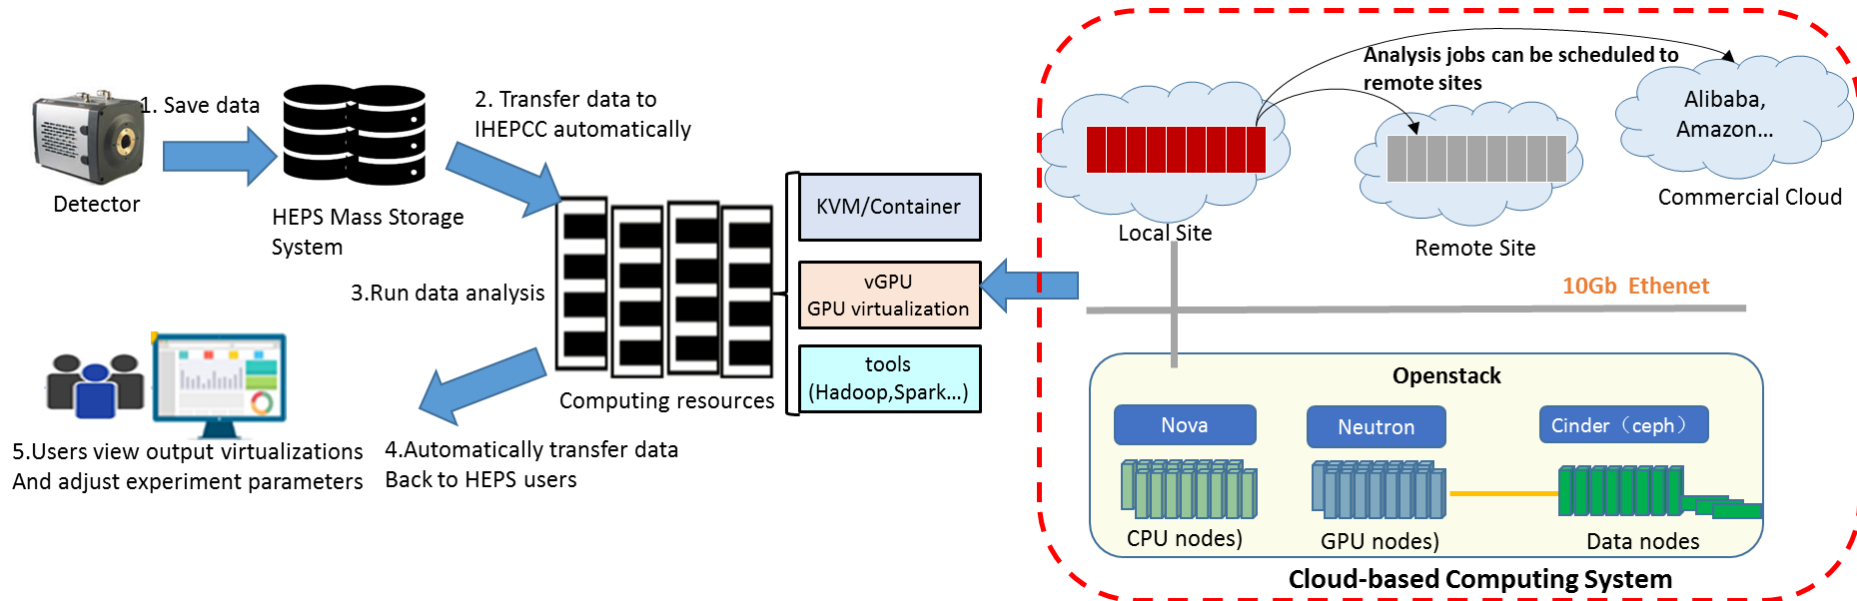 1. Save data
Detector
HEPS Mass Storage
System
2. Transfer data to
IHEPCC automatically
3.Run data analysis
Computing resources
4.Automatically transfer data
Back to HEPS users
5.Users view output virtualizations
And adjust experiment parameters
KVM/Container
vGPU
GPU virtualization
tools
(Hadoop,Spark...)
Analysis jobs can be scheduled to
remote sites
Local Site
Remote Site
Alibaba,
Amazon...
Commercial Cloud
10Gb Ethenet
Openstack
Nova
Neutron
Cinder（ceph）
CPU nodes)
GPU nodes)
Data nodes
Cloud-based Computing System